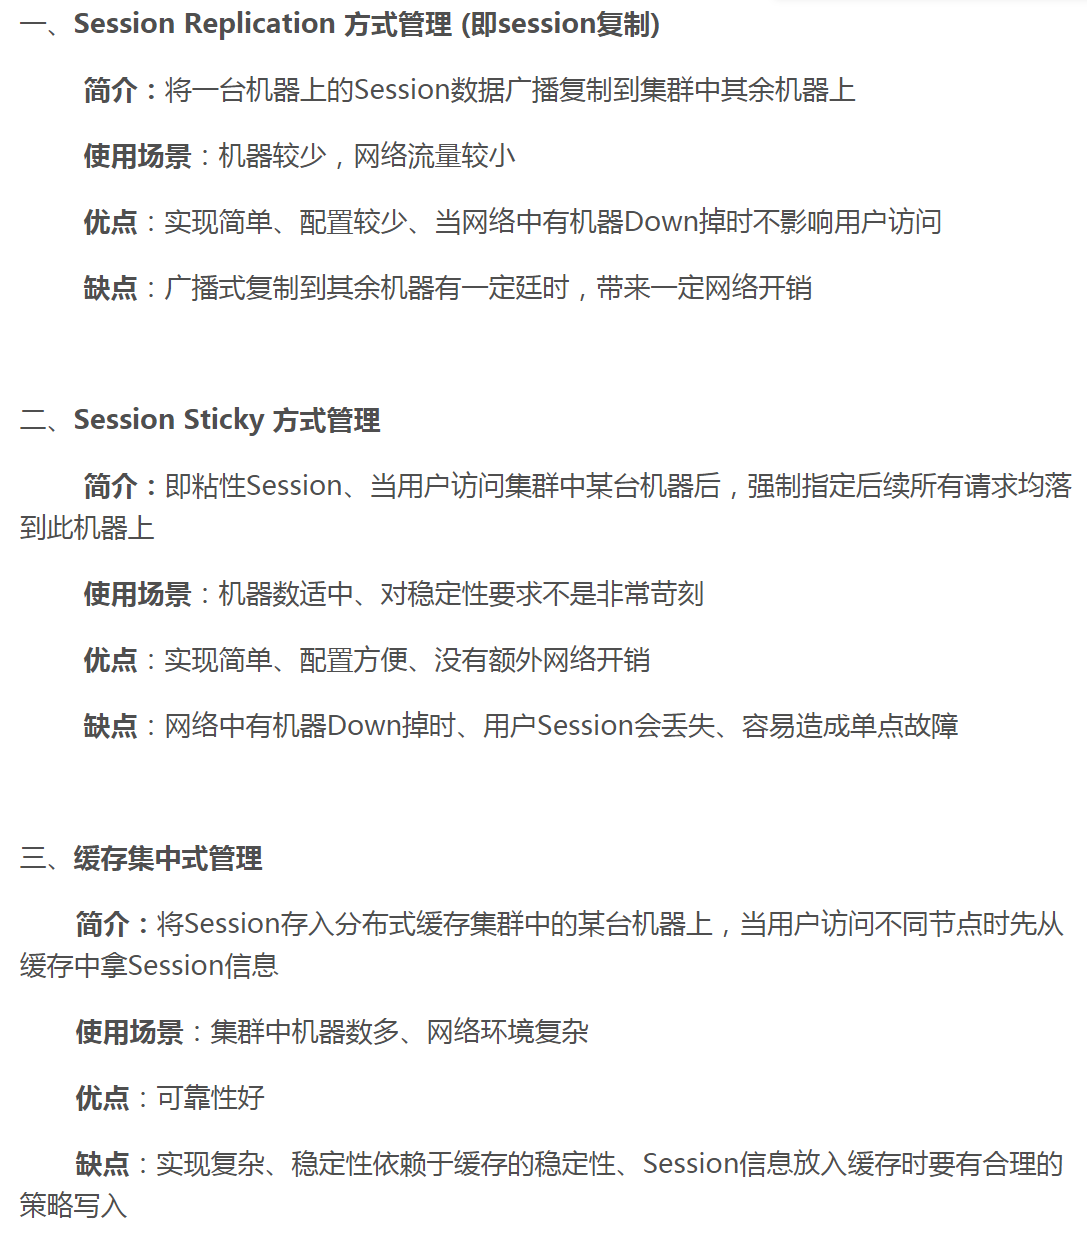 一、Session Replication 方式管理 (即session复制)
简介：将一台机器上的Session数据广播复制到集群中其余机器上
使用场景：机器较少，网络流量较小
优点：实现简单、配置较少、当网络中有机器Down掉时不影响用户访问
缺点：广播式复制到其余机器有一定廷时，带来一定网络开销
二、Session Sticky 方式管理
简介：即粘性Session、当用户访问集群中某台机器后，强制指定后续所有请求均落
到此机器上
使用场景：机器数适中、对稳定性要求不是非常苛刻
优点：实现简单、配置方便、没有额外网络开销
缺点：网络中有机器Down掉时、用户Session会丢失、容易造成单点故障
三、缓存集中式管理
简介：将Session存入分布式缓存集群中的某台机器上，当用户访问不同节点时先从
缓存中拿Session信息
使用场景：集群中机器数多、网络环境复杂
优点：可靠性好
缺点：实现复杂、稳定性依赖于缓存的稳定性、Session信息放入缓存时要有合理的
策略写入